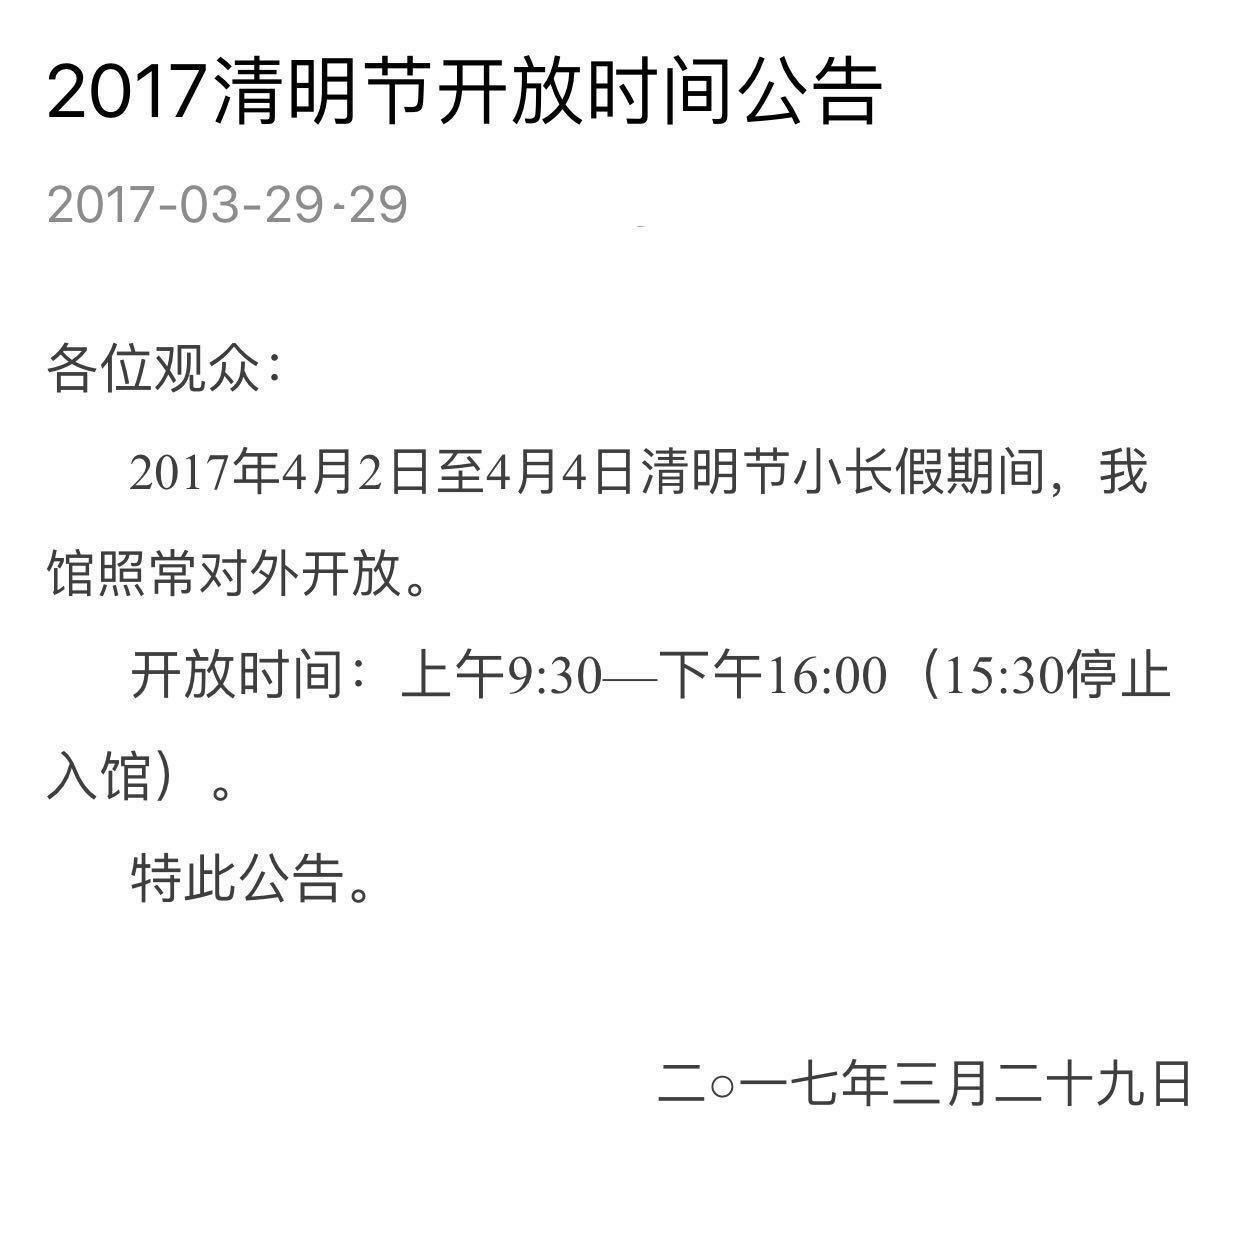 2017清明节开放时间公告
2017-03-29 -29
各位观众：
2017年4月2日至4月4日清明节小长假期间，我
馆照常对外开放。
开放时间：上午9:30—下午16:00（15:30停止
入馆）。
特此公告。
二○一七年三月二十九日